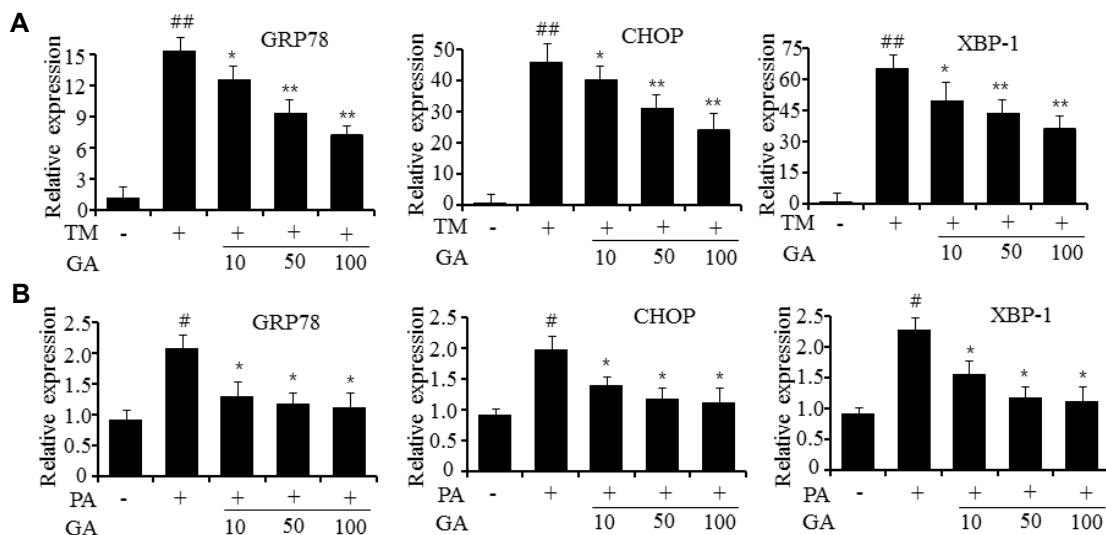 A
GRP78
##
*
**
**
Relative expression
15
12
9
6
3
0
TM - + + + +
GA 10 50 100
CHOP
##
*
**
**
Relative expression
50
40
30
20
10
0
TM - + + + +
GA 10 50 100
XBP-1
##
*
**
**
Relative expression
75
60
45
30
15
0
TM - + + + +
GA 10 50 100
B
GRP78
#
*
*
*
Relative expression
2.5
2.0
1.5
1.0
0.5
0
PA - + + + +
GA 10 50 100
CHOP
#
*
*
*
Relative expression
2.5
2.0
1.5
1.0
0.5
0
PA - + + + +
GA 10 50 100
XBP-1
#
*
*
*
Relative expression
2.5
2.0
1.5
1.0
0.5
0
PA - + + + +
GA 10 50 100